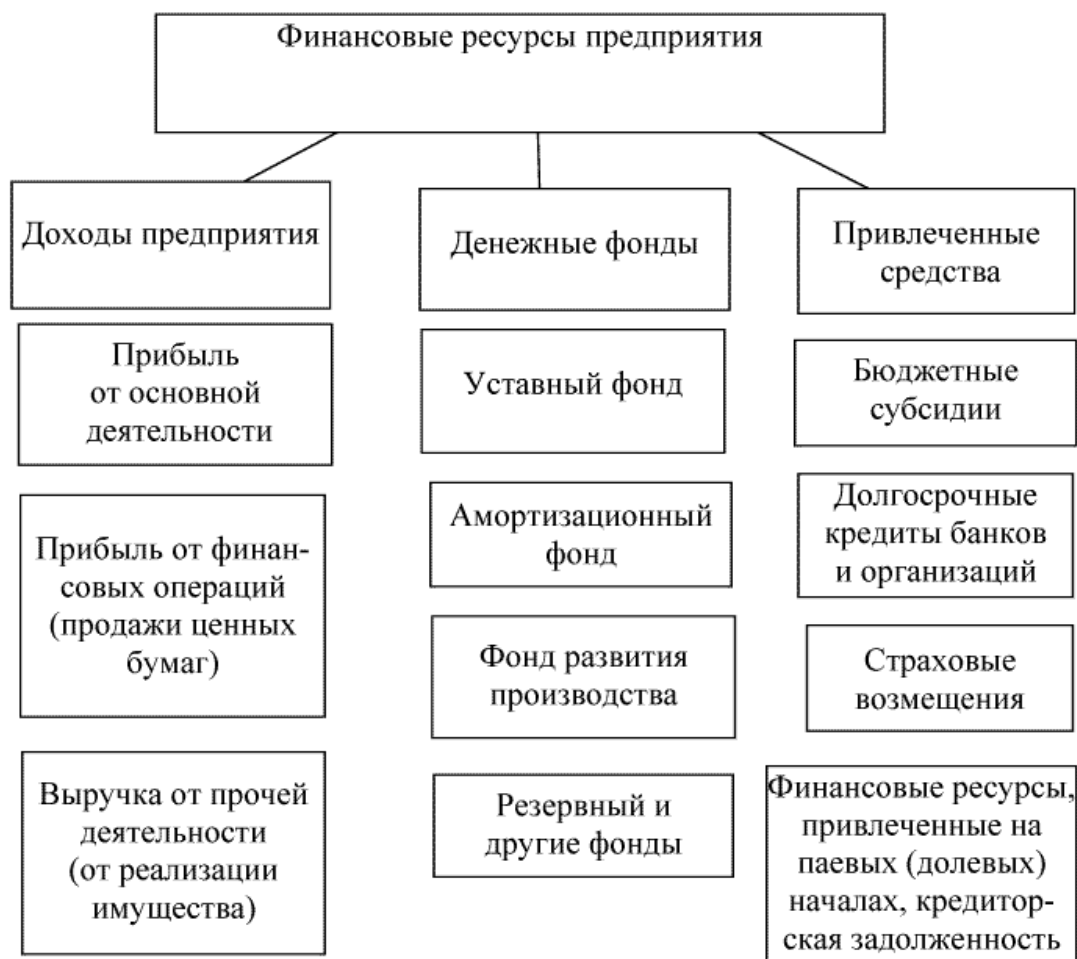 Финансовые ресурсы предприятия
Доходы предприятия
Прибыль
от основной
деятельности
Прибыль от финан-
совых операций
(продажи ценных
бумаг)
Выручка от прочей
деятельности
(от реализации
имущества)
Денежные фонды
Уставный фонд
Амортизационный
фонд
Фонд развития
производства
Резервный и
другие фонды
Привлеченные
средства
Бюджетные
субсидии
Долгосрочные
кредиты банков
и организаций
Страховые
возмещения
Финансовые ресурсы,
привлеченные на
паевых (долевых)
началах, кредитор-
ская задолженность